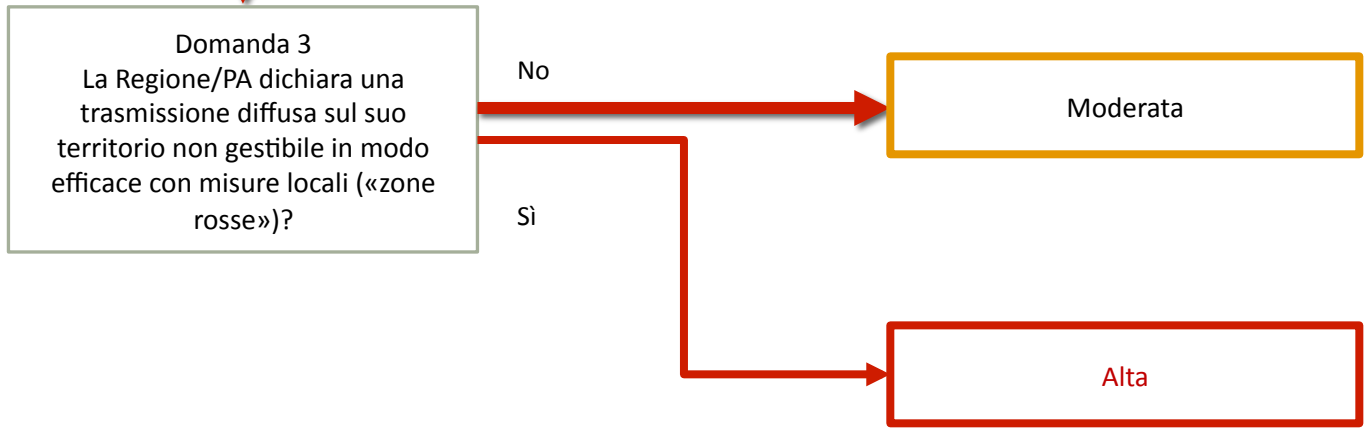 Domanda 3
La Regione/PA dichiara una
trasmissione diffusa sul suo
territorio non gestibile in modo
efficace con misure locali («zone
rosse»)?
No
Moderata
Sì
Alta